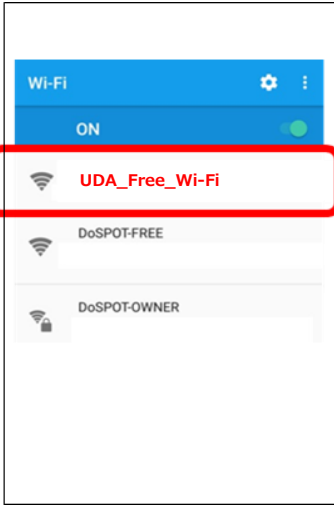 Wi-Fi
ON
UDA_Free_Wi-Fi
DoSPOT-FREE
DoSPOT-OWNER